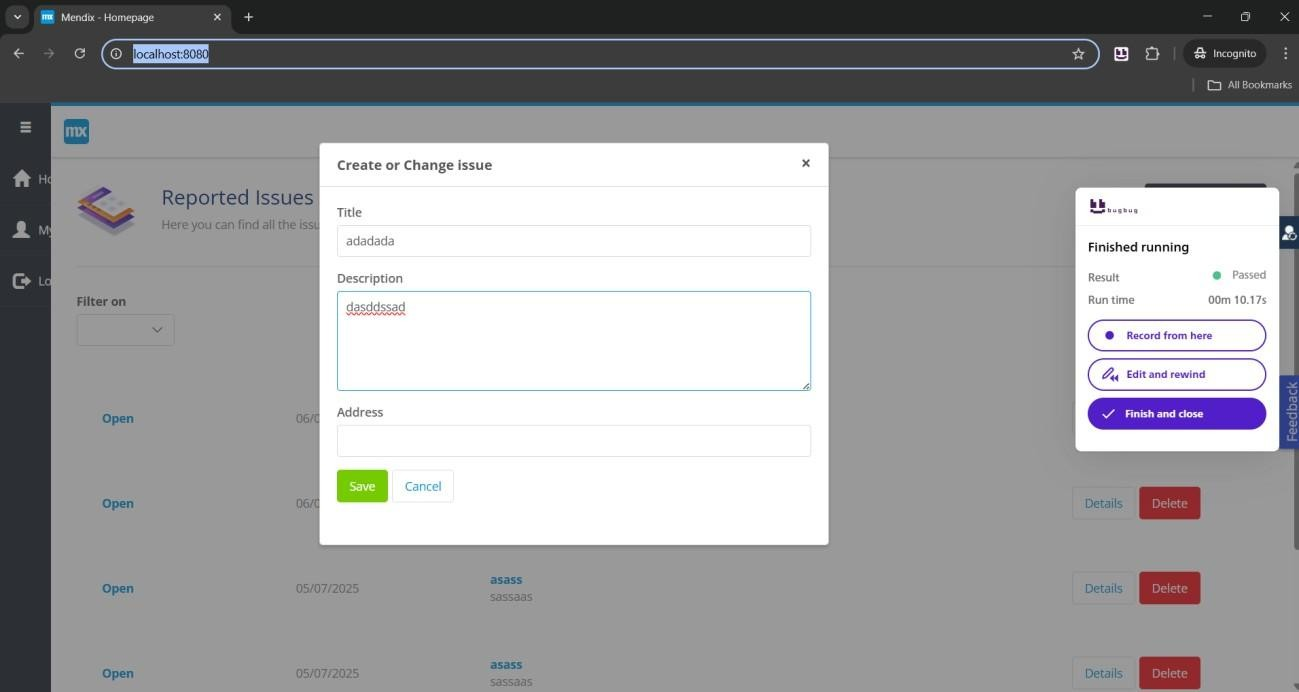 mx Mendix - Homepage
localhost:8080
Incognito
All Bookmarks
mx
Ho
My
Lo
Reported Issues
Here you can find all the issu
Filter on
Open 06/0
Open 06/0
Details Delete
Open 05/07/2025 asass
sassaas
Details Delete
Open 05/07/2025 asass
sassaas
Details Delete
Create or Change issue
Title
adadada
Description
dasddssad
Address
Save Cancel
bugbug
Finished running
Result Passed
Run time 00m 10.17s
Record from here
Edit and rewind
Finish and close
Feedback